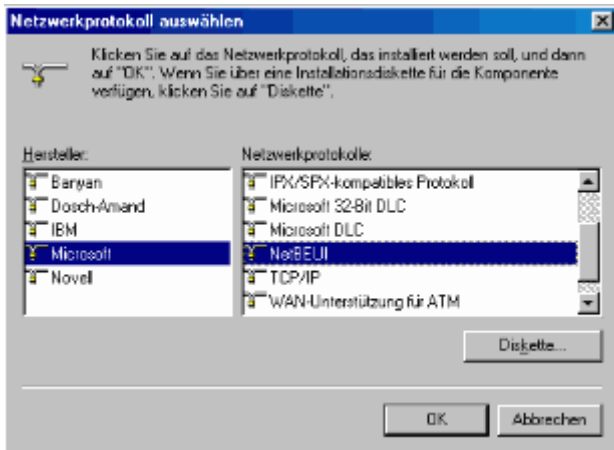 Netzwerkprotokoll auswählen
Klicken Sie auf das Netzwerkprotokoll, das installiert werden soll, und dann
auf "OK". Wenn Sie über eine Installationsdiskette für die Komponente
verfügen, klicken Sie auf "Diskette".
Hersteller:
Banyan
Dosch-Amand
IBM
Microsoft
Novell
Netzwerkprotokolle:
IPX/SPX-kompatibles Protokoll
Microsoft 32-Bit DLC
Microsoft DLC
NetBEUI
TCP/IP
WAN-Unterstützung für ATM
Diskette...
OK
Abbrechen